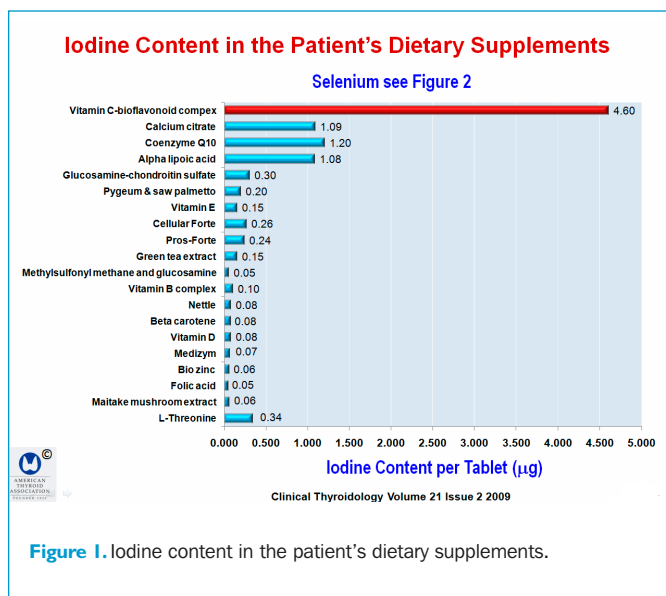 Iodine Content in the Patient's Dietary Supplements
Selenium see Figure 2
Vitamin C-bioflavonoid compex 4.60
Calcium citrate 1.09
Coenzyme Q10 1.20
Alpha lipoic acid 1.08
Glucosamine-chondroitin sulfate 0.30
Pygeum & saw palmetto 0.20
Vitamin E 0.15
Cellular Forte 0.26
Pros-Forte 0.24
Green tea extract 0.15
Methylsulfonyl methane and glucosamine 0.05
Vitamin B complex 0.10
Nettle 0.08
Beta carotene 0.08
Vitamin D 0.08
Medizym 0.07
Bio zinc 0.06
Folic acid 0.05
Maitake mushroom extract 0.06
L-Threonine 0.34
0.000 0.500 1.000 1.500 2.000 2.500 3.000 3.500 4.000 4.500 5.000
Iodine Content per Tablet (µg)
©
AMERICAN
THYROID
ASSOCIATION
FOUNDED 1923
Clinical Thyroidology Volume 21 Issue 2 2009
Figure 1. Iodine content in the patient's dietary supplements.